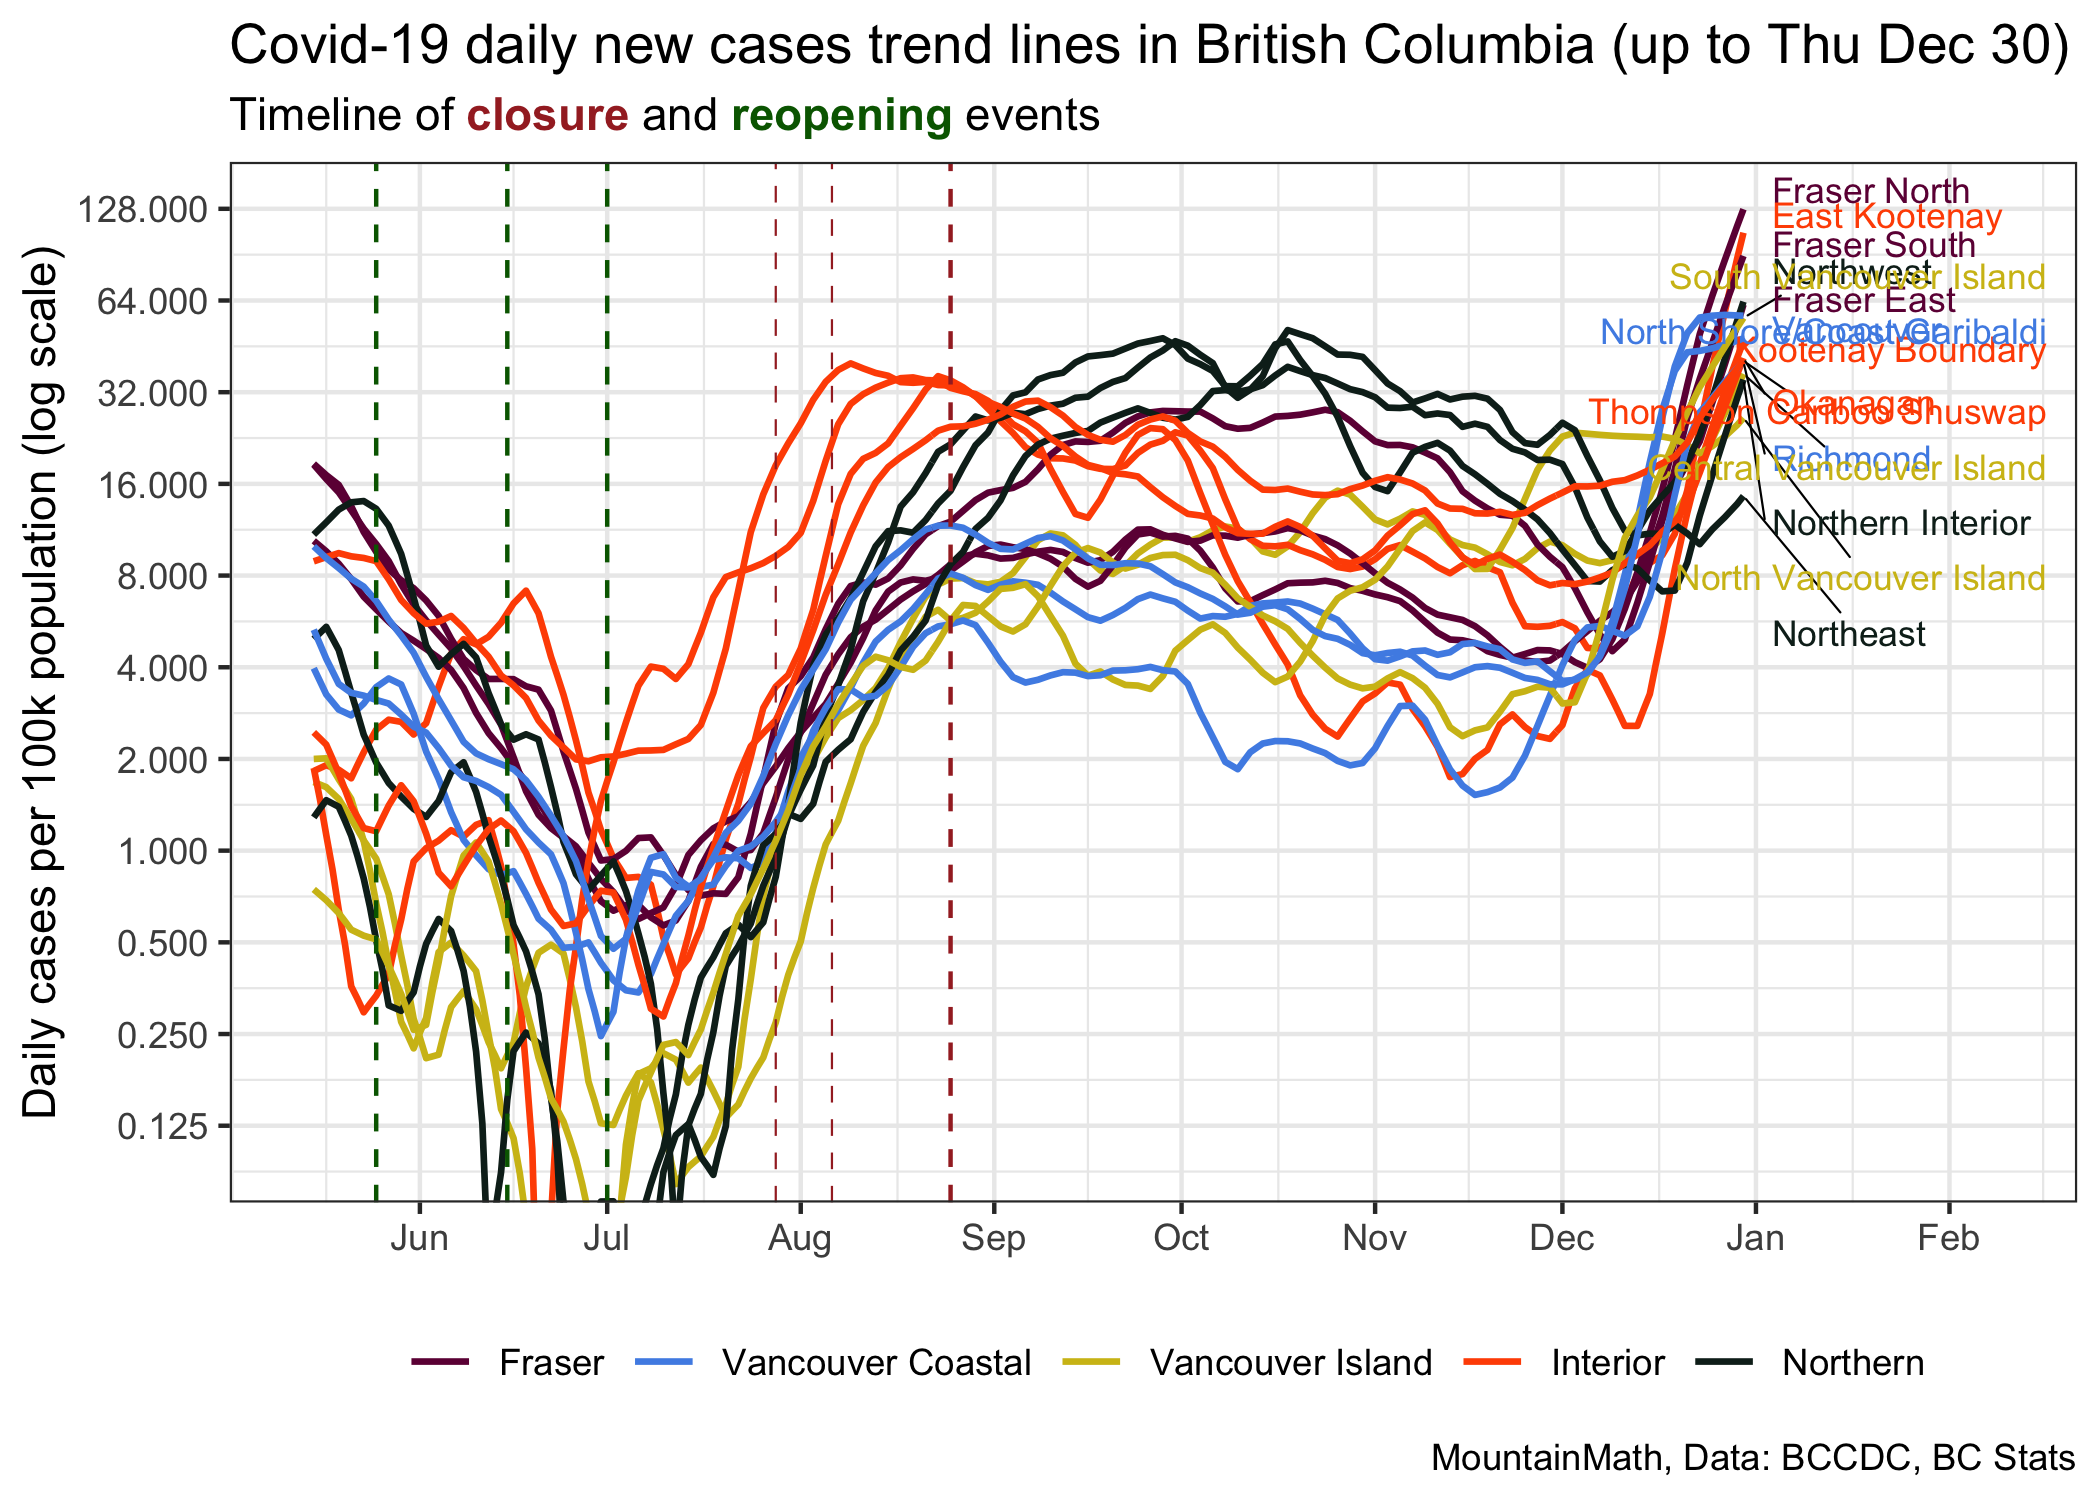 Covid-19 daily new cases trend lines in British Columbia (up to Thu Dec 30)
Timeline of closure and reopening events
Daily cases per 100k population (log scale)
128.000
64.000
32.000
16.000
8.000
4.000
2.000
1.000
0.500
0.250
0.125
Fraser North
East Kootenay
Fraser South
Northwest
South Vancouver Island
Fraser East
Vancouver
North Shore/Coast Garibaldi
Kootenay Boundary
Okanagan
Thompson Cariboo Shuswap
Richmond
Central Vancouver Island
Northern Interior
North Vancouver Island
Northeast
Jun
Jul
Aug
Sep
Oct
Nov
Dec
Jan
Feb
Fraser
Vancouver Coastal
Vancouver Island
Interior
Northern
MountainMath, Data: BCCDC, BC Stats